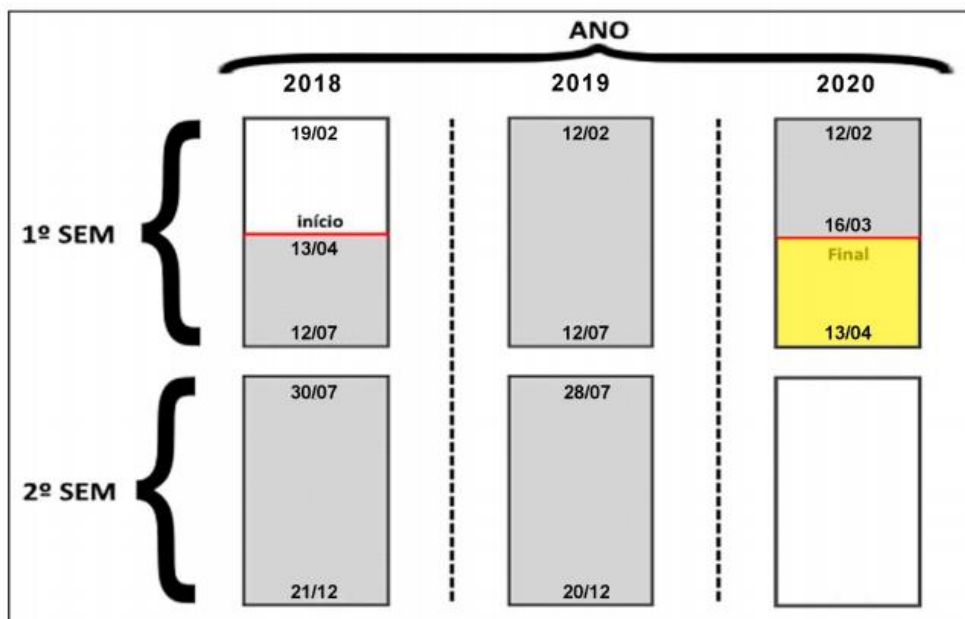 ANO
2018 2019 2020
1º SEM
19/02 12/02 12/02
início 16/03
13/04 Final
12/07 12/07 13/04
2º SEM
30/07 28/07
21/12 20/12